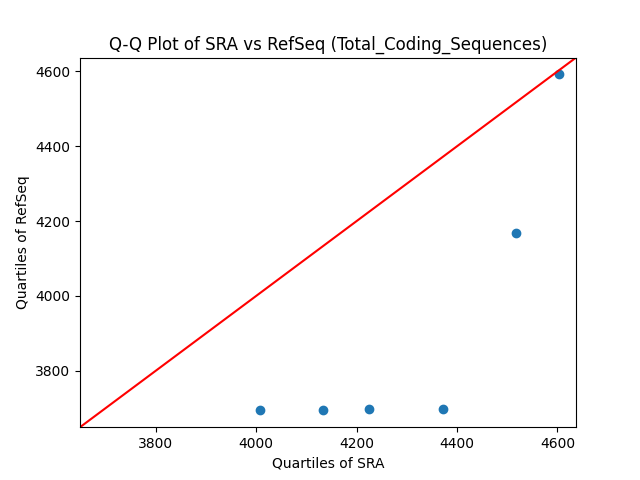 Q-Q Plot of SRA vs RefSeq (Total_Coding_Sequences)
Quartiles of RefSeq
4600
4400
4200
4000
3800
3800 4000 4200 4400 4600
Quartiles of SRA